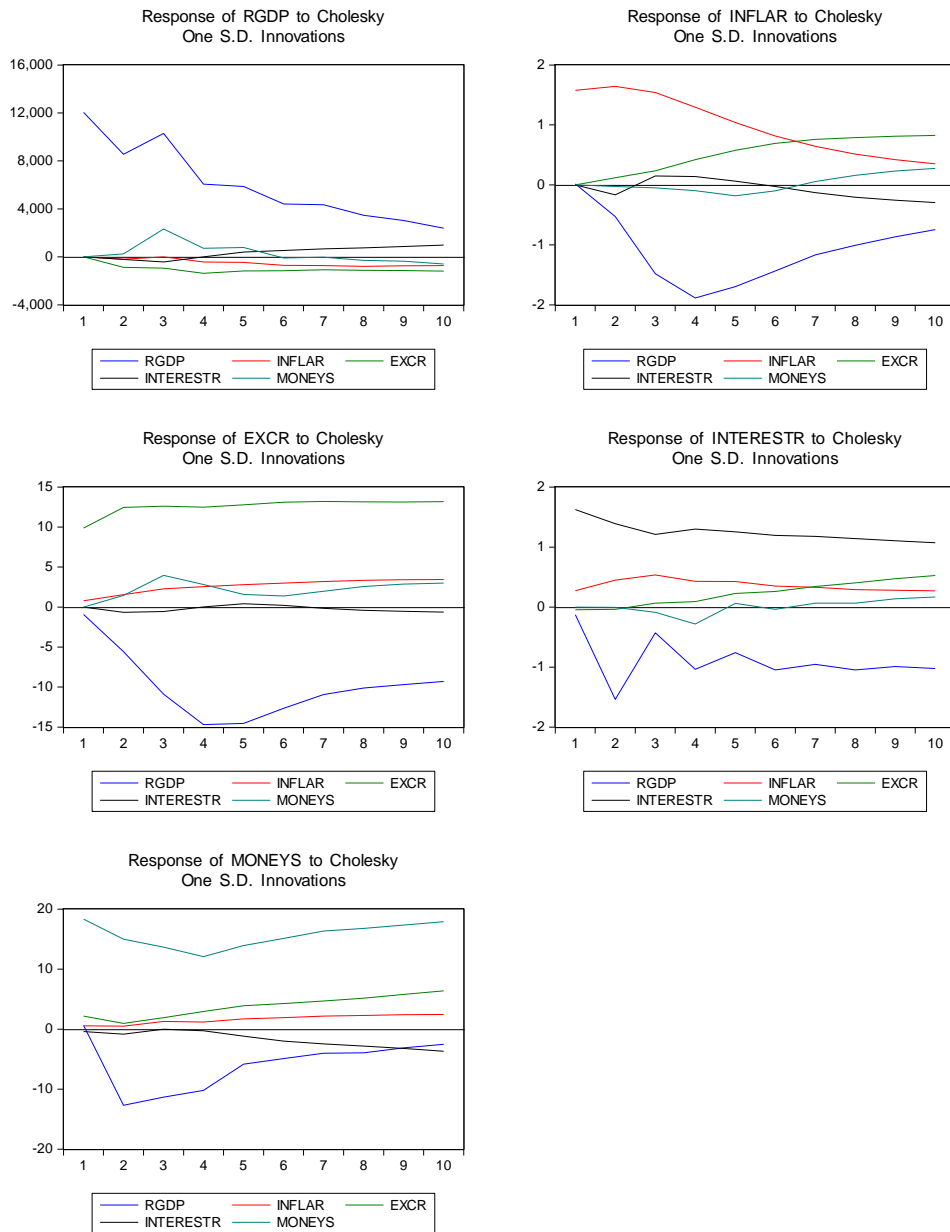 Response of RGDP to Cholesky
One S.D. Innovations
16,000
12,000
8,000
4,000
0
-4,000
1 2 3 4 5 6 7 8 9 10
RGDP INFLAR EXCR
INTERESTR MONEYS
Response of INFLAR to Cholesky
One S.D. Innovations
2
1
0
-1
-2
1 2 3 4 5 6 7 8 9 10
RGDP INFLAR EXCR
INTERESTR MONEYS
Response of EXCR to Cholesky
One S.D. Innovations
15
10
5
0
-5
-10
-15
1 2 3 4 5 6 7 8 9 10
RGDP INFLAR EXCR
INTERESTR MONEYS
Response of INTERESTR to Cholesky
One S.D. Innovations
2
1
0
-1
-2
1 2 3 4 5 6 7 8 9 10
RGDP INFLAR EXCR
INTERESTR MONEYS
Response of MONEYS to Cholesky
One S.D. Innovations
20
10
0
-10
-20
1 2 3 4 5 6 7 8 9 10
RGDP INFLAR EXCR
INTERESTR MONEYS